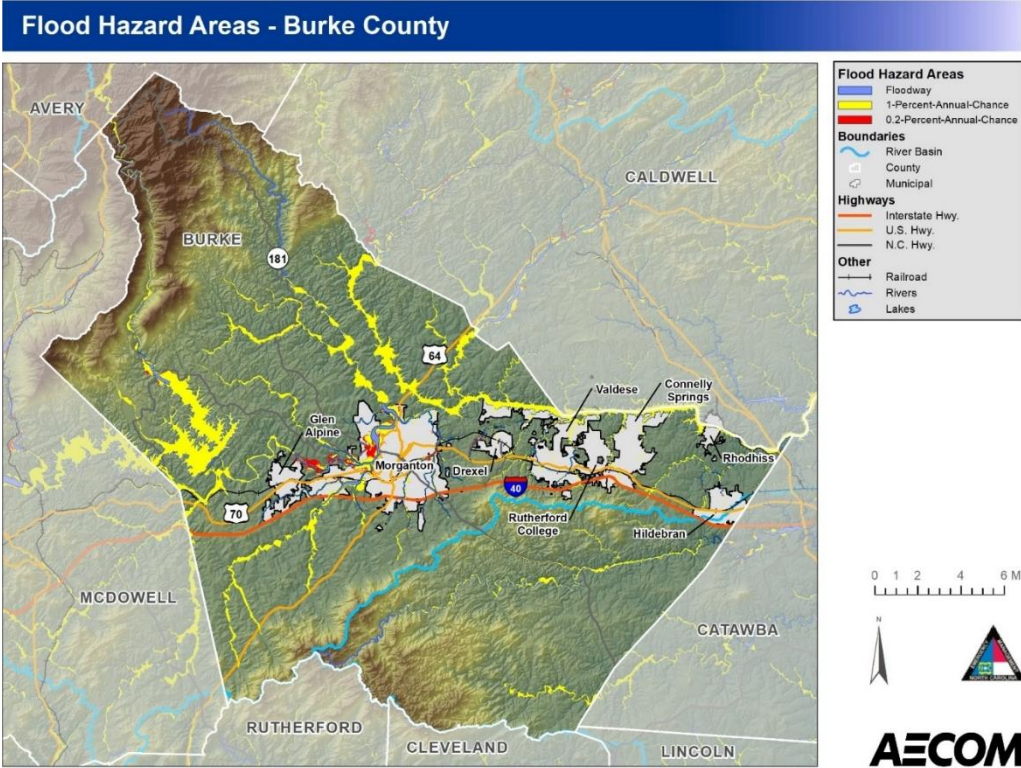 Flood Hazard Areas - Burke County
AVERY
CALDWELL
BURKE
181
64
Valdese
Connelly
Springs
Glen
Alpine
Morganton
Drexel
Rhodhiss
40
70
Rutherford
College
Hildebran
MCDOWELL
CATAWBA
RUTHERFORD
CLEVELAND
LINCOLN
Flood Hazard Areas
Floodway
1-Percent-Annual-Chance
0.2-Percent-Annual-Chance
Boundaries
River Basin
County
Municipal
Highways
Interstate Hwy.
U.S. Hwy.
N.C. Hwy.
Other
Railroad
Rivers
Lakes
0 1 2 4 6 M
N
NORTH CAROLINA
AECOM